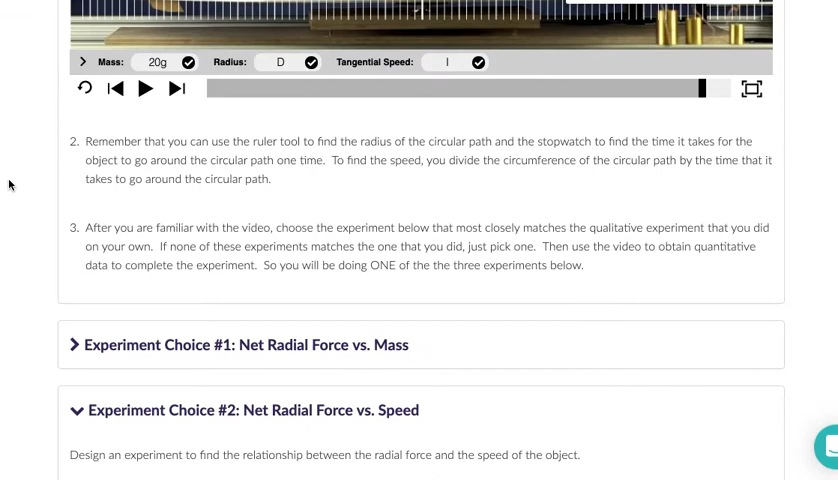 Mass: 20g Radius: D Tangential Speed: I
2. Remember that you can use the ruler tool to find the radius of the circular path and the stopwatch to find the time it takes for the
object to go around the circular path one time. To find the speed, you divide the circumference of the circular path by the time that it
takes to go around the circular path.
3. After you are familiar with the video, choose the experiment below that most closely matches the qualitative experiment that you did
on your own. If none of these experiments matches the one that you did, just pick one. Then use the video to obtain quantitative
data to complete the experiment. So you will be doing ONE of the the three experiments below.
Experiment Choice #1: Net Radial Force vs. Mass
Experiment Choice #2: Net Radial Force vs. Speed
Design an experiment to find the relationship between the radial force and the speed of the object.